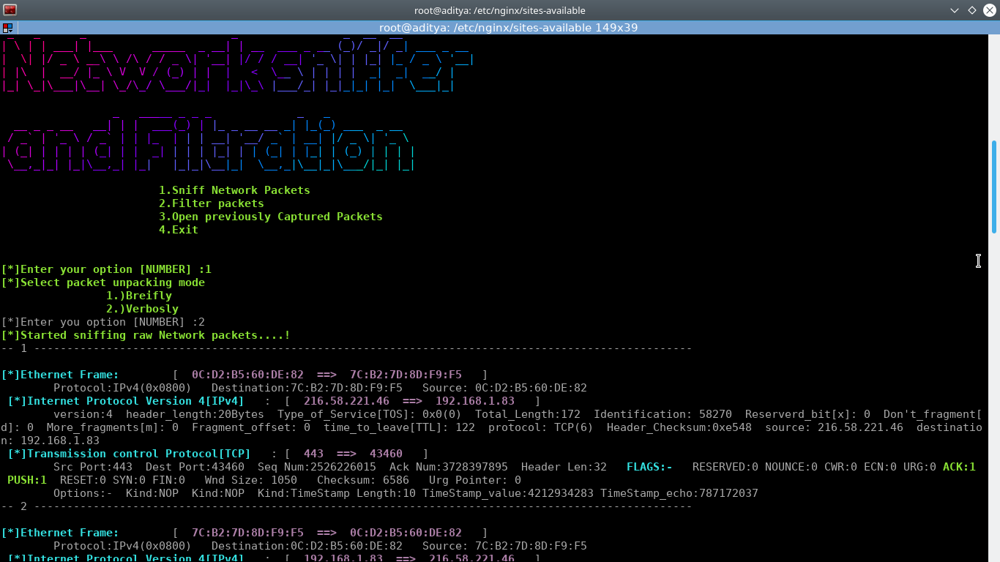 root@aditya: /etc/nginx/sites-available
root@aditya: /etc/nginx/sites-available 149x39
NetworkSniffer
and Filtration
1.Sniff Network Packets
2.Filter packets
3.Open previously Captured Packets
4.Exit
[*]Enter your option [NUMBER] :1
[*]Select packet unpacking mode
1.)Breifly
2.)Verbosly
[*]Enter you option [NUMBER] :2
[*]Started sniffing raw Network packets....!
-- 1 ----------------------------------------------------------------------------------------------------
[*]Ethernet Frame:        [  0C:D2:B5:60:DE:82  ==>  7C:B2:7D:8D:F9:F5   ]
Protocol:IPv4(0x0800)   Destination:7C:B2:7D:8D:F9:F5   Source: 0C:D2:B5:60:DE:82
[*]Internet Protocol Version 4[IPv4]   :  [  216.58.221.46  ==>  192.168.1.83   ]
version:4  header_length:20Bytes  Type_of_Service[TOS]: 0x0(0)  Total_Length:172  Identification: 58270  Reserverd_bit[x]: 0  Don't_fragment[
d]: 0  More_fragments[m]: 0  Fragment_offset: 0  time_to_leave[TTL]: 122  protocol: TCP(6)  Header_Checksum:0xe548  source: 216.58.221.46  destinatio
n: 192.168.1.83
[*]Transmission control Protocol[TCP]   : [  443  ==>  43460   ]
Src Port:443  Dest Port:43460  Seq Num:2526226015  Ack Num:3728397895  Header Len:32   FLAGS:-   RESERVED:0 NOUNCE:0 CWR:0 ECN:0 URG:0 ACK:1
PUSH:1  RESET:0 SYN:0 FIN:0   Wnd Size: 1050   Checksum: 6586   Urg Pointer: 0
Options:-  Kind:NOP  Kind:NOP  Kind:TimeStamp Length:10 TimeStamp_value:4212934283 TimeStamp_echo:787172037
-- 2 ----------------------------------------------------------------------------------------------------
[*]Ethernet Frame:        [  7C:B2:7D:8D:F9:F5  ==>  0C:D2:B5:60:DE:82   ]
Protocol:IPv4(0x0800)   Destination:0C:D2:B5:60:DE:82   Source: 7C:B2:7D:8D:F9:F5
[*]Internet Protocol Version 4[IPv4]   :  [  192.168.1.83  ==>  216.58.221.46   ]